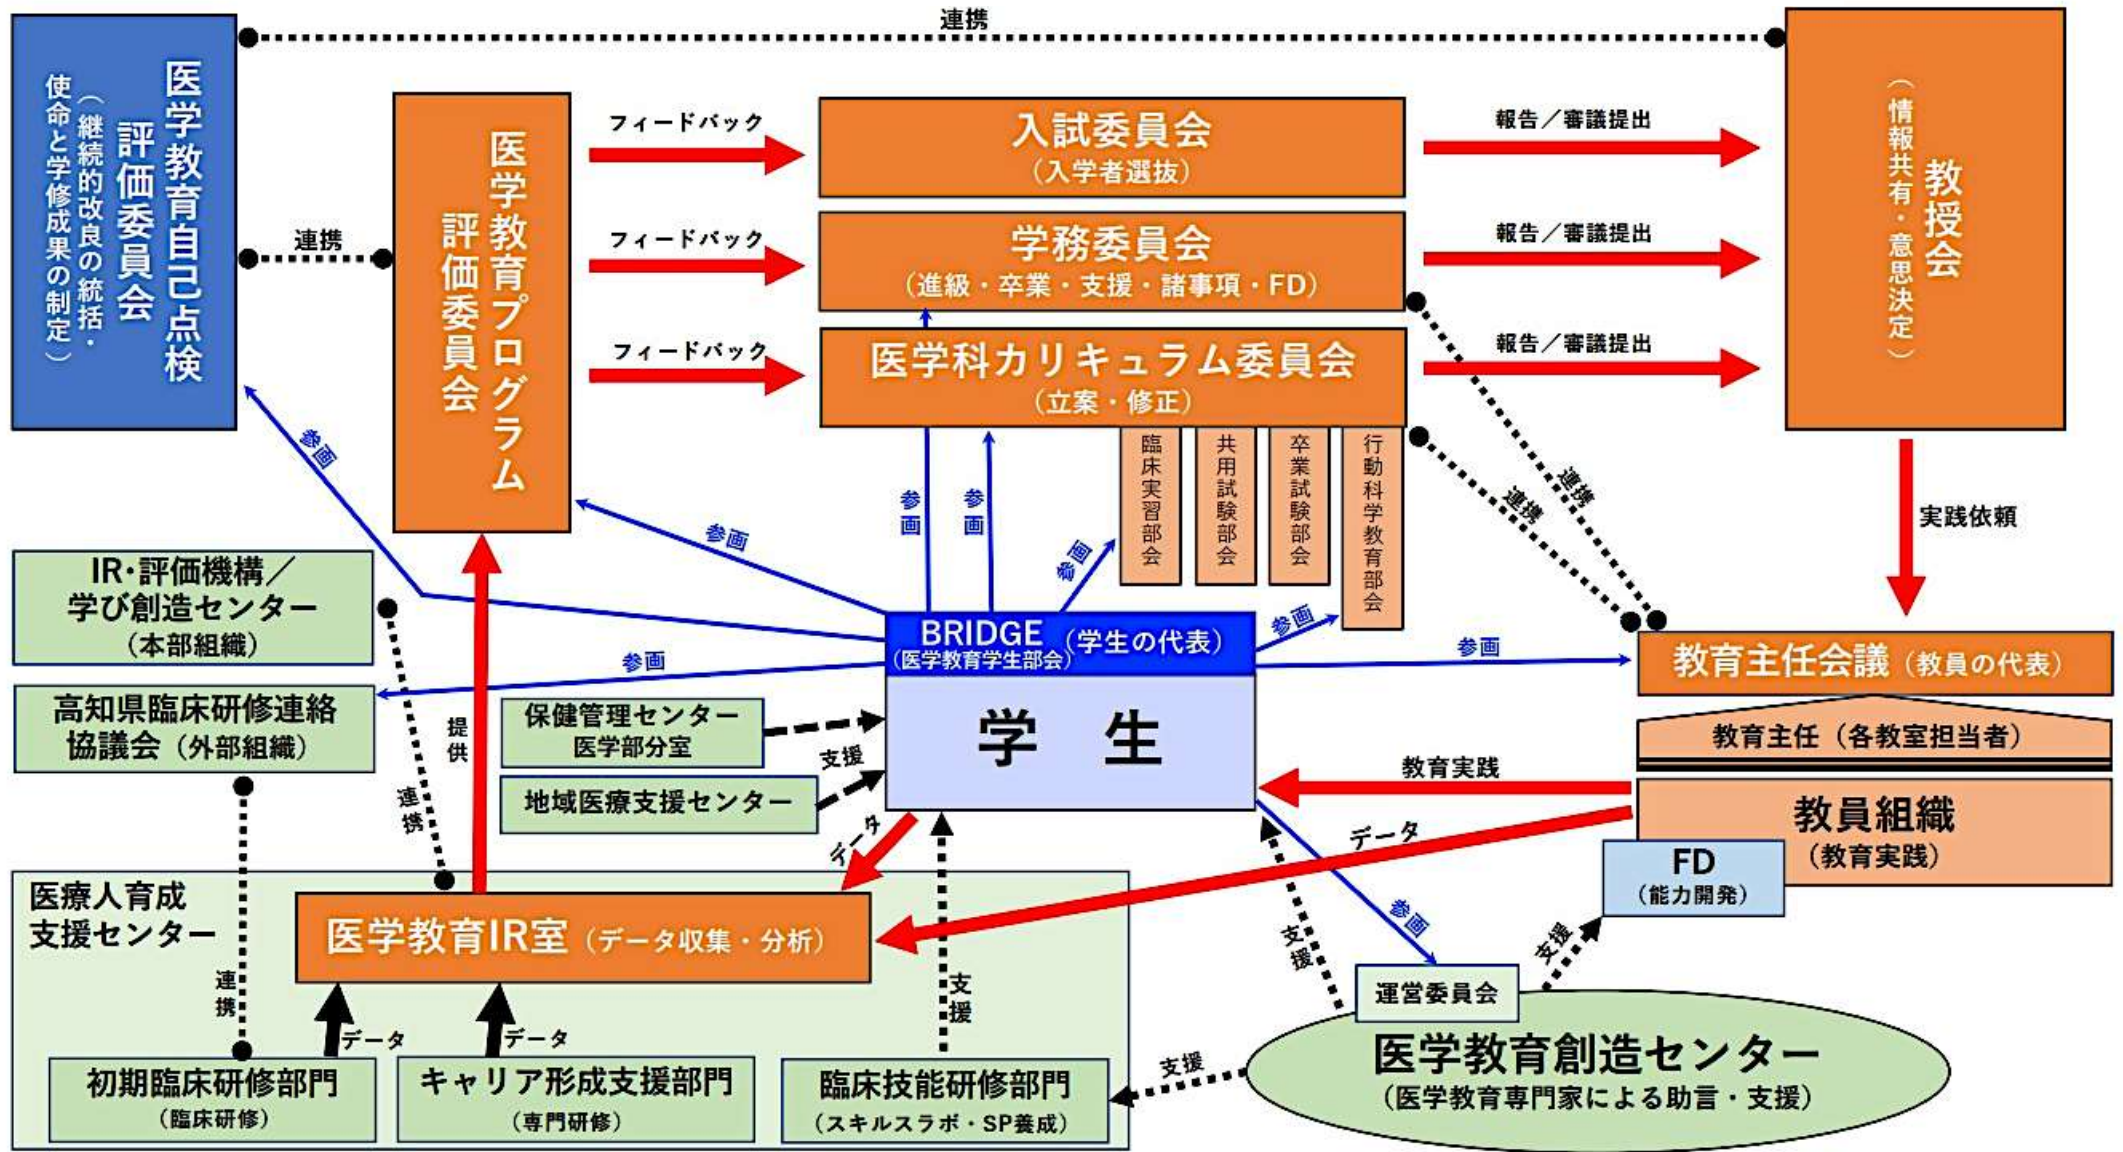 連携
医学教育自己点検
評価委員会
（継続的改良の統括・
使命と学修成果の制定）
連携
医学教育プログラム
評価委員会
フィードバック
フィードバック
フィードバック
入試委員会
（入学者選抜）
学務委員会
（進級・卒業・支援・諸事項・FD）
医学科カリキュラム委員会
（立案・修正）
臨床実習部会
共用試験部会
卒業試験部会
行動科学教育部会
報告／審議提出
報告／審議提出
報告／審議提出
教授会
（情報共有・意思決定）
連携
連携
実践依頼
参画
参画
参画
参画
参画
参画
参画
参画
IR・評価機構／
学び創造センター
（本部組織）
高知県臨床研修連絡
協議会（外部組織）
連携
提供
BRIDGE（学生の代表）
（医学教育学生部会）
学 生
保健管理センター
医学部分室
支援
地域医療支援センター
教育主任会議（教員の代表）
教育主任（各教室担当者）
教育実践
教員組織
（教育実践）
FD
（能力開発）
データ
データ
医療人育成
支援センター
医学教育IR室（データ収集・分析）
連携
データ
データ
支援
支援
参画
支援
初期臨床研修部門
（臨床研修）
キャリア形成支援部門
（専門研修）
臨床技能研修部門
（スキルスラボ・SP養成）
支援
運営委員会
医学教育創造センター
（医学教育専門家による助言・支援）